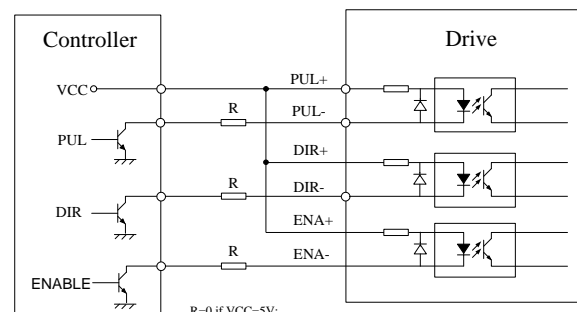 Controller
Drive
VCC
PUL+
R
PUL-
PUL
DIR+
R
DIR-
DIR
ENA+
R
ENA-
ENABLE
R=0 if VCC=5V;